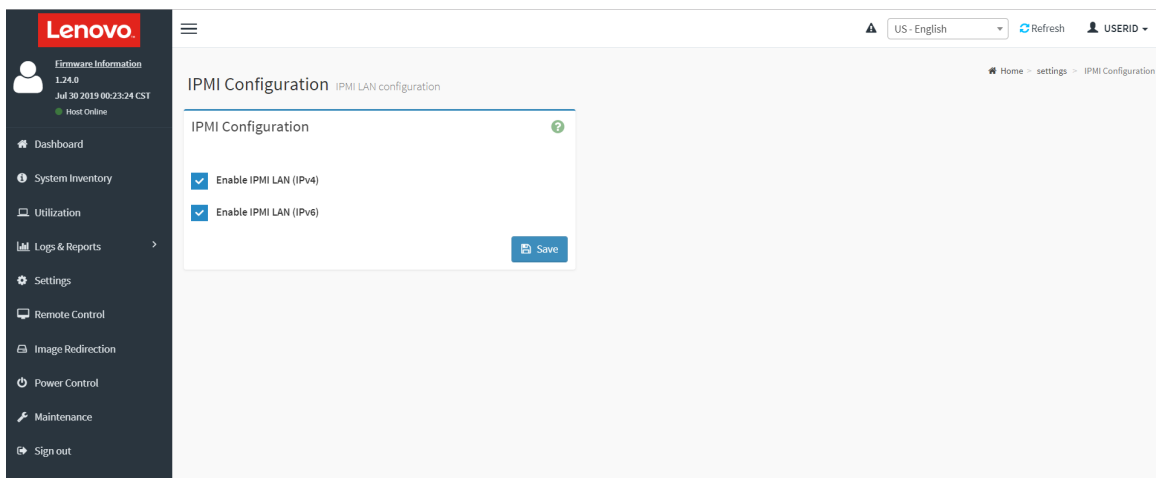 Lenovo
US - English
Refresh
USERID
Firmware Information
1.24.0
Jul 30 2019 00:23:24 CST
Host Online
Dashboard
System Inventory
Utilization
Logs & Reports
Settings
Remote Control
Image Redirection
Power Control
Maintenance
Sign out
Home > settings > IPMI Configuration
IPMI Configuration IPMI LAN configuration
IPMI Configuration
Enable IPMI LAN (IPv4)
Enable IPMI LAN (IPv6)
Save